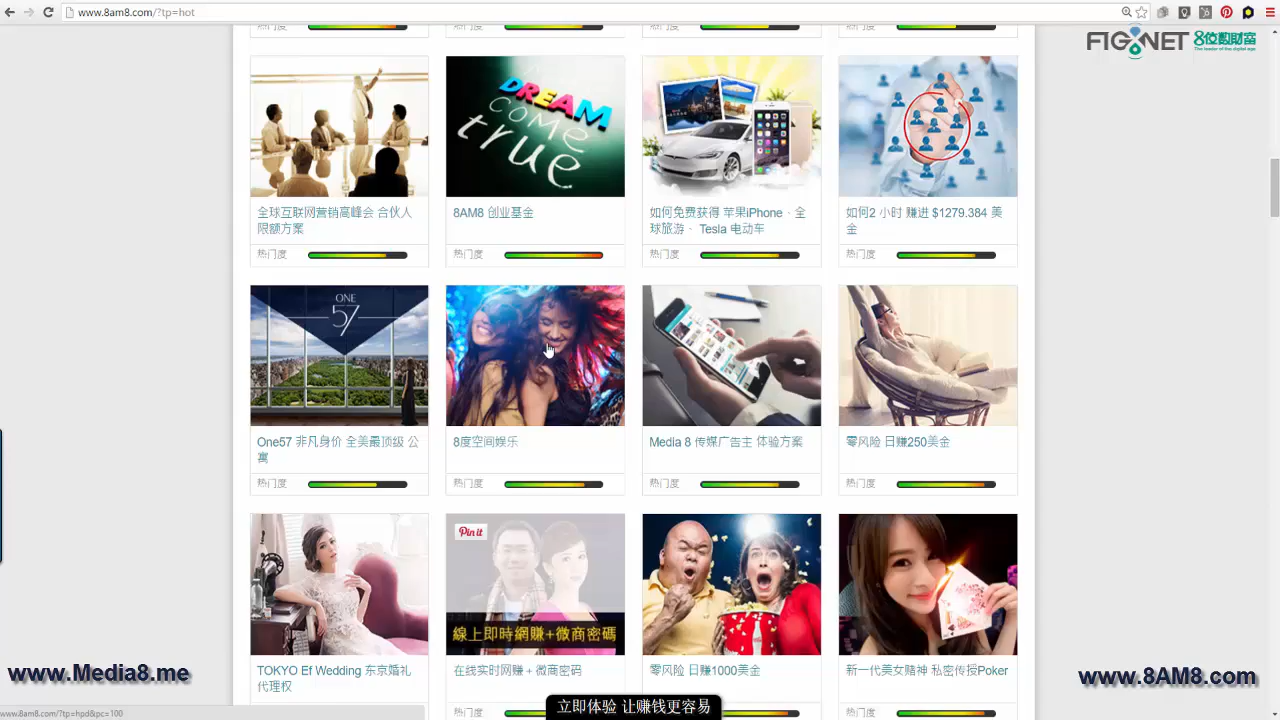 www.8am8.com/?tp=hot
FIGNET 8位數財富
The leader of the digital age
热门度
热门度
热门度
热门度
DREAM
come
true
全球互联网营销高峰会 合伙人
限额方案
8AM8 创业基金
如何免费获得 苹果iPhone、全
球旅游、 Tesla 电动车
如何2 小时 赚进 $1279.384 美
金
热门度
热门度
热门度
热门度
ONE
57
One57 非凡身价 全美最顶级 公
寓
8度空间娱乐
Media 8 传媒广告主 体验方案
零风险 日赚250美金
热门度
热门度
热门度
热门度
Pin it
線上即時網賺+微商密碼
TOKYO Ef Wedding 东京婚礼
代理权
在线实时网赚 + 微商密码
零风险 日赚1000美金
新一代美女赌神 私密传授Poker
www.Media8.me
www.8AM8.com
热门度
热门度
热门度
立即体验 让赚钱更容易
www.8am8.com/?tp=hpd&pc=100